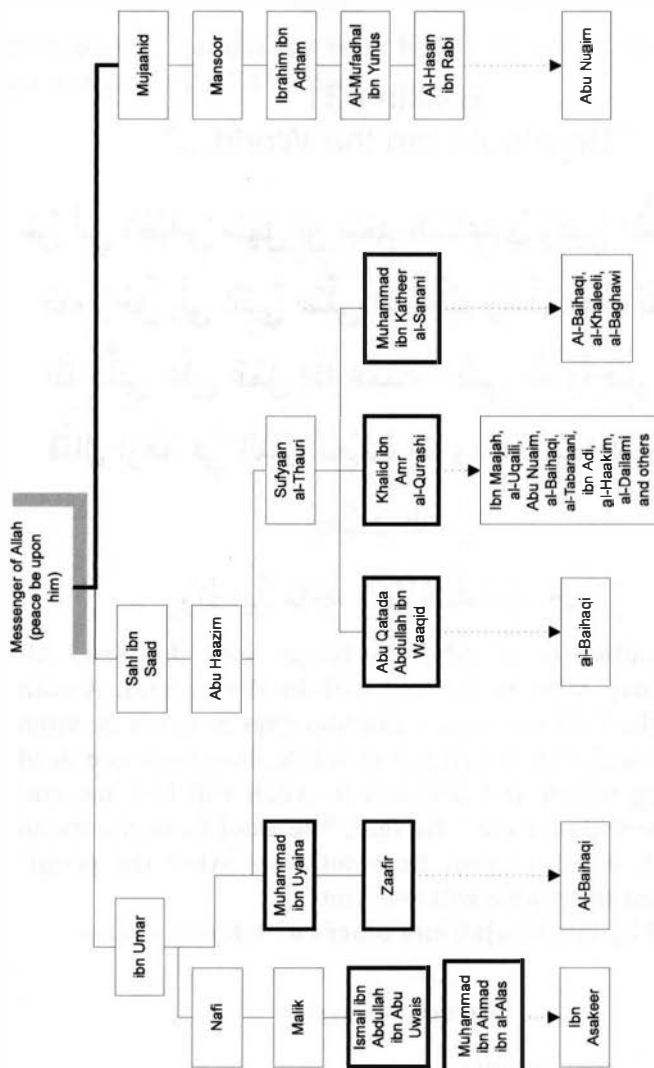 Messenger of Allah
(peace be upon
him)
ibn Umar
Nafi
Malik
Ismail ibn
Abdullah
ibn Abu
Uwais
Muhammad
ibn Ahmad
ibn al-Alas
Ibn
Asakeer
Muhammad
ibn Uyaina
Zaafir
Al-Baihaqi
Sahl ibn
Saad
Abu Haazim
Sufyaan
al-Thauri
Abu Qatada
Abdullah ibn
Waaqid
al-Baihaqi
Khalid ibn
Amr
al-Qurashi
Ibn Maajah,
al-Uqaili,
Abu Nuaim,
al-Baihaqi,
al-Tabaraani,
ibn Adi,
al-Haakim,
al-Dailami
and others
Muhammad
ibn Katheer
al-Sanani
Al-Baihaqi,
al-Khaleeli,
al-Baghawi
Mujaahid
Mansoor
Ibrahim ibn
Adham
Al-Mufadhal
ibn Yunus
Al-Hasan
ibn Rabi
Abu Nuaim